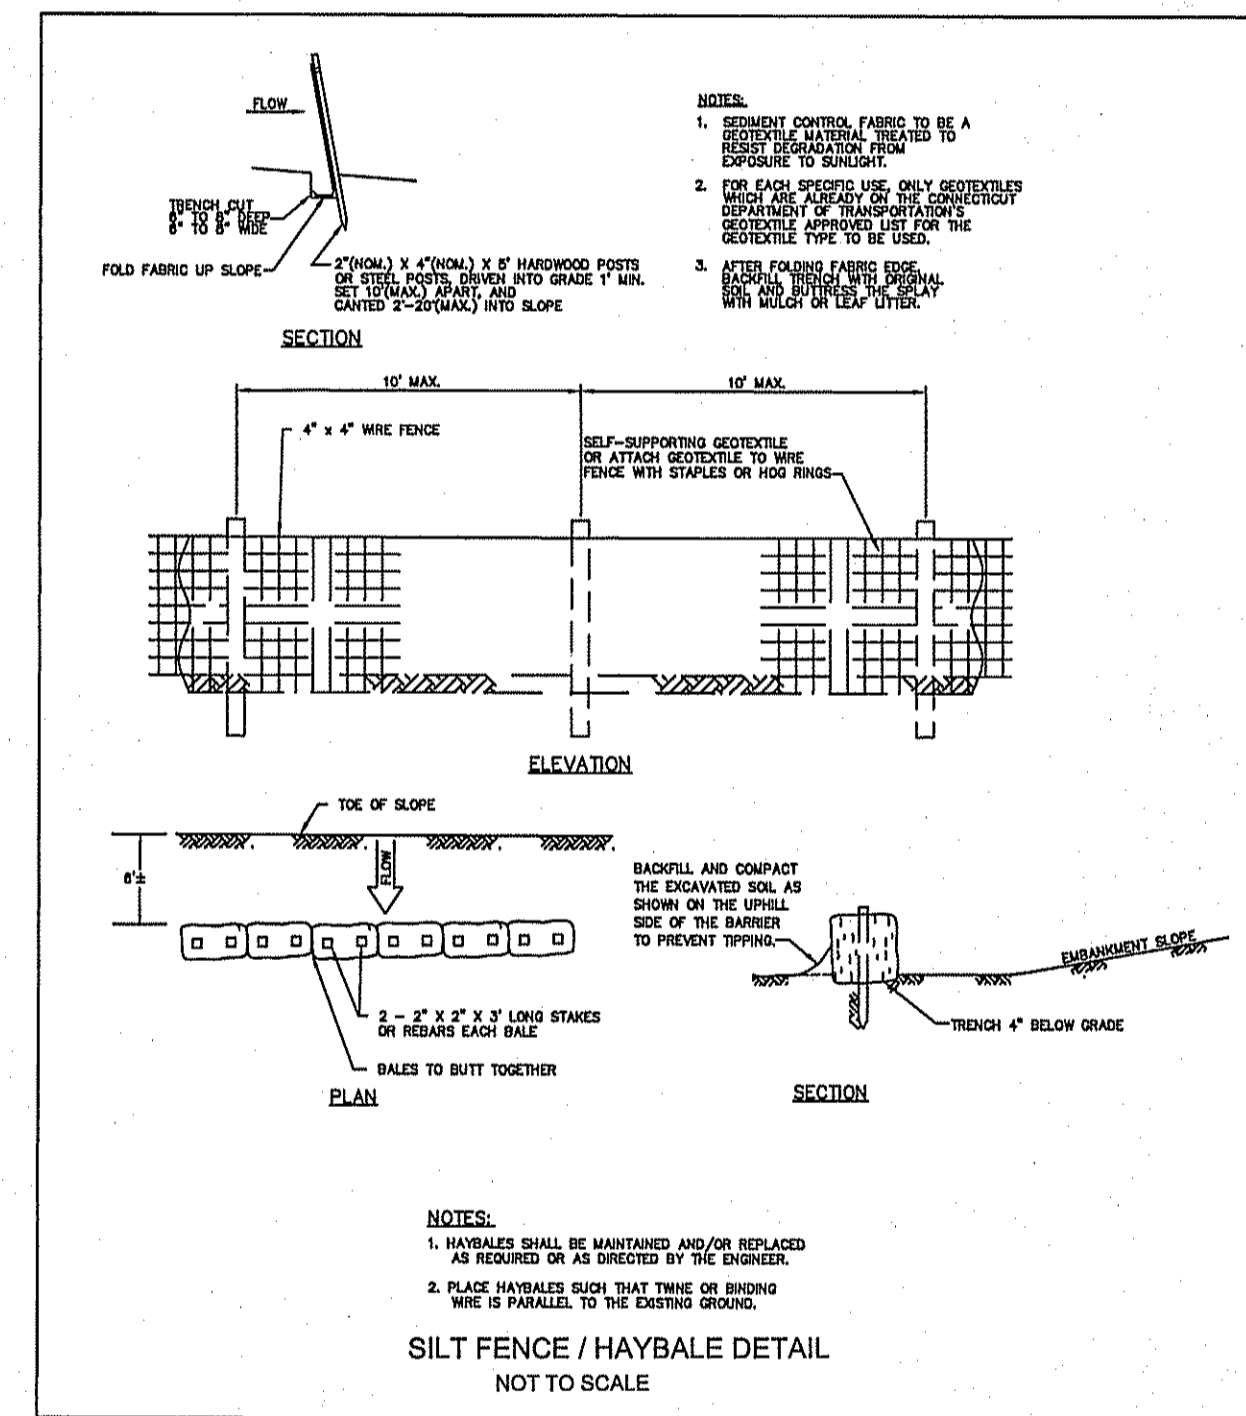 FLOW
TRENCH CUT
6" TO 8" DEEP
6" TO 8" WIDE
FOLD FABRIC UP SLOPE
2"(NOM.) X 4"(NOM.) X 5' HARDWOOD POSTS
OR STEEL POSTS, DRIVEN INTO GRADE 1' MIN.
SET 10'(MAX.) APART, AND
CANTED 2'-20'(MAX.) INTO SLOPE
SECTION
NOTES:
1. SEDIMENT CONTROL FABRIC TO BE A
GEOTEXTILE MATERIAL TREATED TO
RESIST DEGRADATION FROM
EXPOSURE TO SUNLIGHT.
2. FOR EACH SPECIFIC USE, ONLY GEOTEXTILES
WHICH ARE ALREADY ON THE CONNECTICUT
DEPARTMENT OF TRANSPORTATION'S
GEOTEXTILE APPROVED LIST FOR THE
GEOTEXTILE TYPE TO BE USED.
3. AFTER FOLDING FABRIC EDGE,
BACKFILL TRENCH WITH ORIGINAL
SOIL AND BUTTRESS THE SPLAY
WITH MULCH OR LEAF LITTER.
10' MAX.
10' MAX.
4" x 4" WIRE FENCE
SELF-SUPPORTING GEOTEXTILE
OR ATTACH GEOTEXTILE TO WIRE
FENCE WITH STAPLES OR HOG RINGS
ELEVATION
TOE OF SLOPE
6'±
FLOW
2 - 2" X 2" X 3' LONG STAKES
OR REBARS EACH BALE
BALES TO BUTT TOGETHER
PLAN
BACKFILL AND COMPACT
THE EXCAVATED SOIL AS
SHOWN ON THE UPHILL
SIDE OF THE BARRIER
TO PREVENT TIPPING.
EMBANKMENT SLOPE
TRENCH 4" BELOW GRADE
SECTION
NOTES:
1. HAYBALES SHALL BE MAINTAINED AND/OR REPLACED
AS REQUIRED OR AS DIRECTED BY THE ENGINEER.
2. PLACE HAYBALES SUCH THAT TWINE OR BINDING
WIRE IS PARALLEL TO THE EXISTING GROUND.
SILT FENCE / HAYBALE DETAIL
NOT TO SCALE